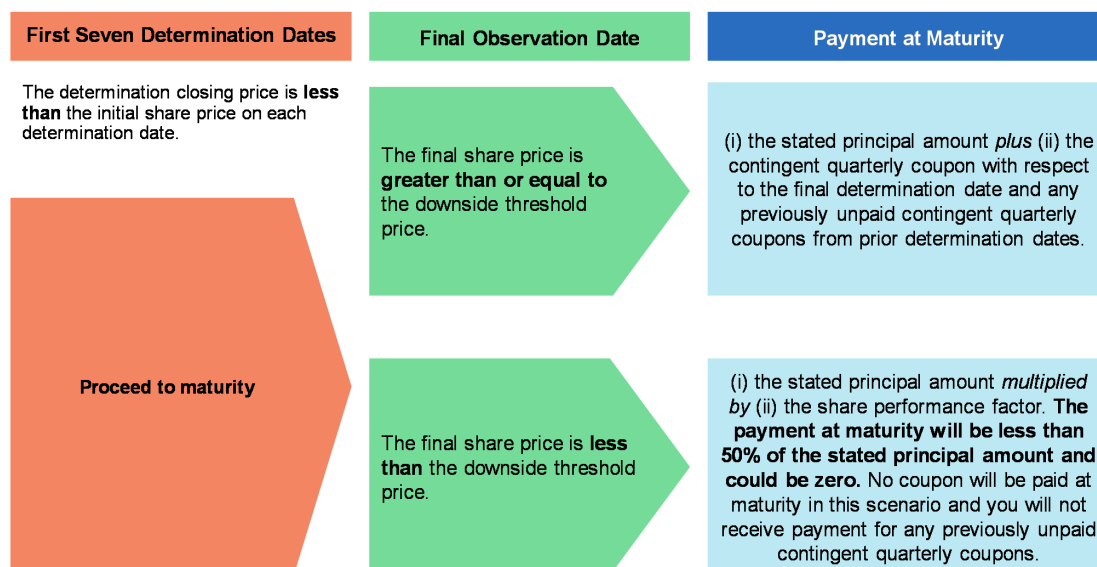 First Seven Determination Dates
Final Observation Date
Payment at Maturity
The determination closing price is less
than the initial share price on each
determination date.
Proceed to maturity
The final share price is
greater than or equal to
the downside threshold
price.
(i) the stated principal amount plus (ii) the
contingent quarterly coupon with respect
to the final determination date and any
previously unpaid contingent quarterly
coupons from prior determination dates.
The final share price is less
than the downside threshold
price.
(i) the stated principal amount multiplied
by (ii) the share performance factor. The
payment at maturity will be less than
50% of the stated principal amount and
could be zero. No coupon will be paid at
maturity in this scenario and you will not
receive payment for any previously unpaid
contingent quarterly coupons.